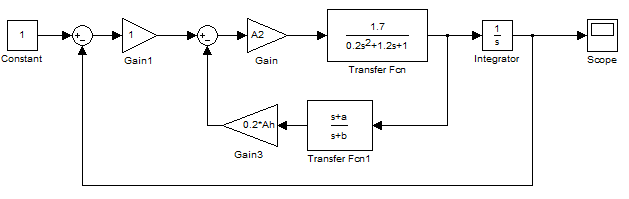 1
Constant
1
Gain1
A2
Gain
1.7
0.2s2+1.2s+1
Transfer Fcn
1
s
Integrator
Scope
0.2*Ah
Gain3
s+a
s+b
Transfer Fcn1